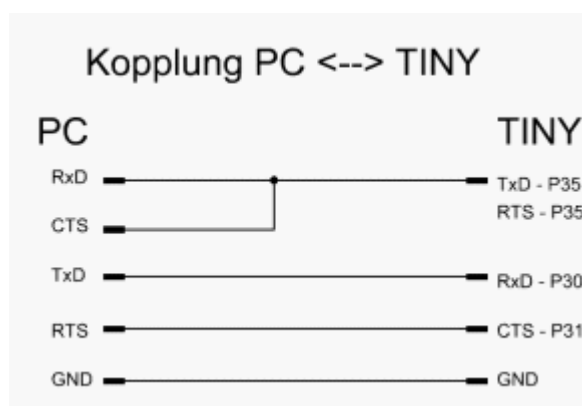 Kopplung PC <--> TINY
PC TINY
RxD TxD - P35
RTS - P35
CTS
TxD RxD - P30
RTS CTS - P31
GND GND